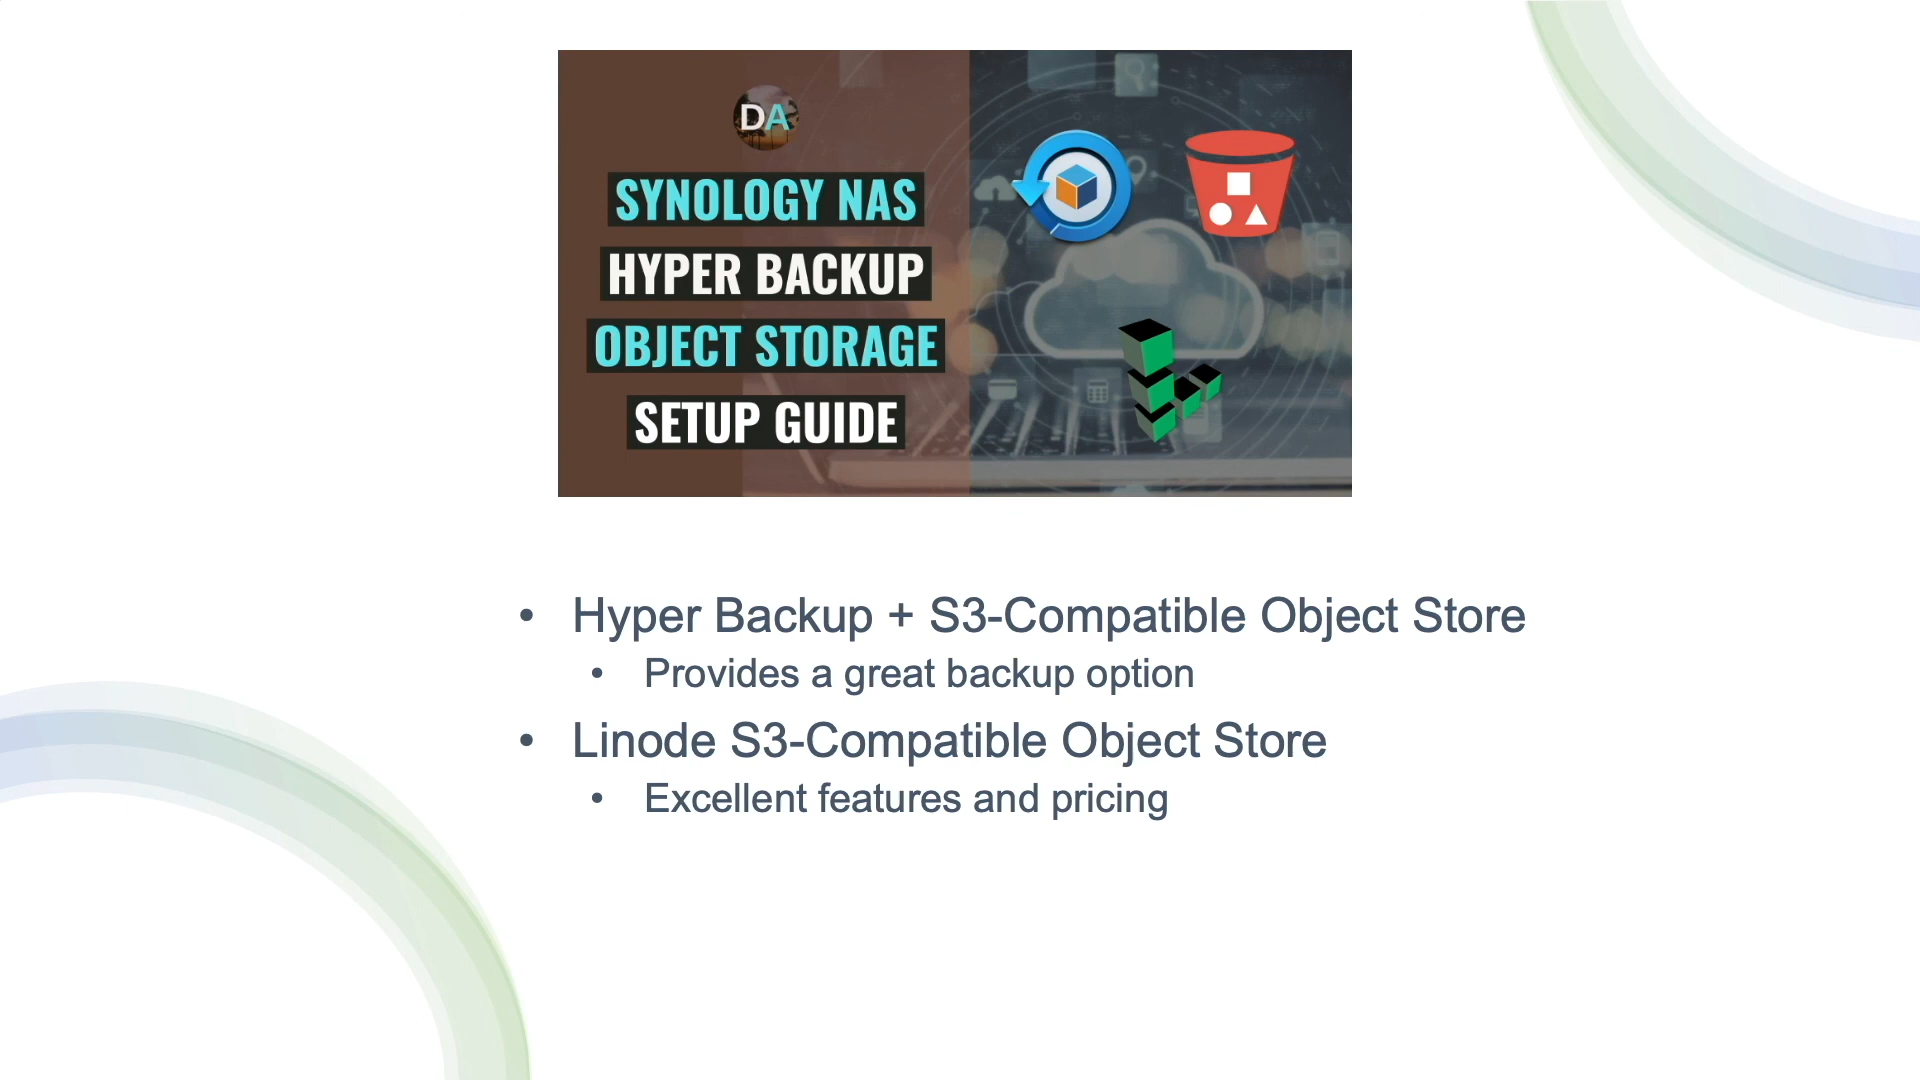 DA
SYNOLOGY NAS
HYPER BACKUP
OBJECT STORAGE
SETUP GUIDE
• Hyper Backup + S3-Compatible Object Store
• Provides a great backup option
• Linode S3-Compatible Object Store
• Excellent features and pricing